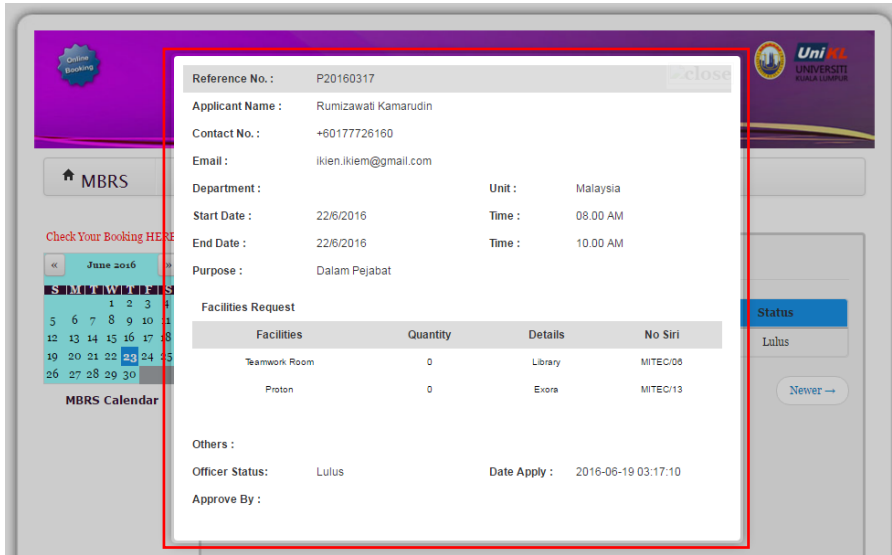 Online
Booking
UniKL
UNIVERSITI
KUALA LUMPUR
MBRS
Check Your Booking HERE
« June 2016 »
S M T W T F S
1 2 3 4
5 6 7 8 9 10 11
12 13 14 15 16 17 18
19 20 21 22 23 24 25
26 27 28 29 30
MBRS Calendar
close
Reference No. : P20160317
Applicant Name : Rumizawati Kamarudin
Contact No. : +60177726160
Email : ikien.ikiem@gmail.com
Department : Unit : Malaysia
Start Date : 22/6/2016 Time : 08.00 AM
End Date : 22/6/2016 Time : 10.00 AM
Purpose : Dalam Pejabat
Facilities Request
Facilities Quantity Details No Siri
Teamwork Room 0 Library MITEC/06
Proton 0 Exora MITEC/13
Others :
Officer Status: Lulus Date Apply : 2016-06-19 03:17:10
Approve By :
Status
Lulus
Newer →